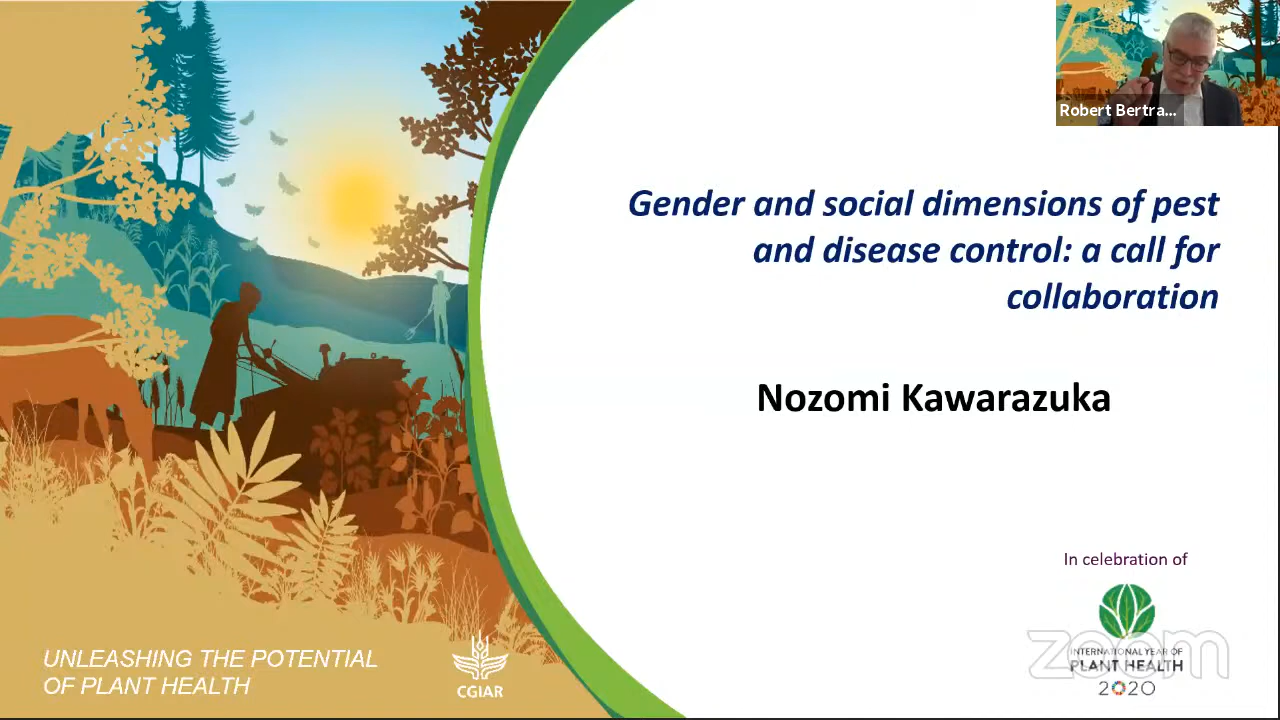 Robert Bertra...
Gender and social dimensions of pest
and disease control: a call for
collaboration
Nozomi Kawarazuka
In celebration of
zoom
INTERNATIONAL YEAR OF
PLANT HEALTH
2020
UNLEASHING THE POTENTIAL
OF PLANT HEALTH
CGIAR